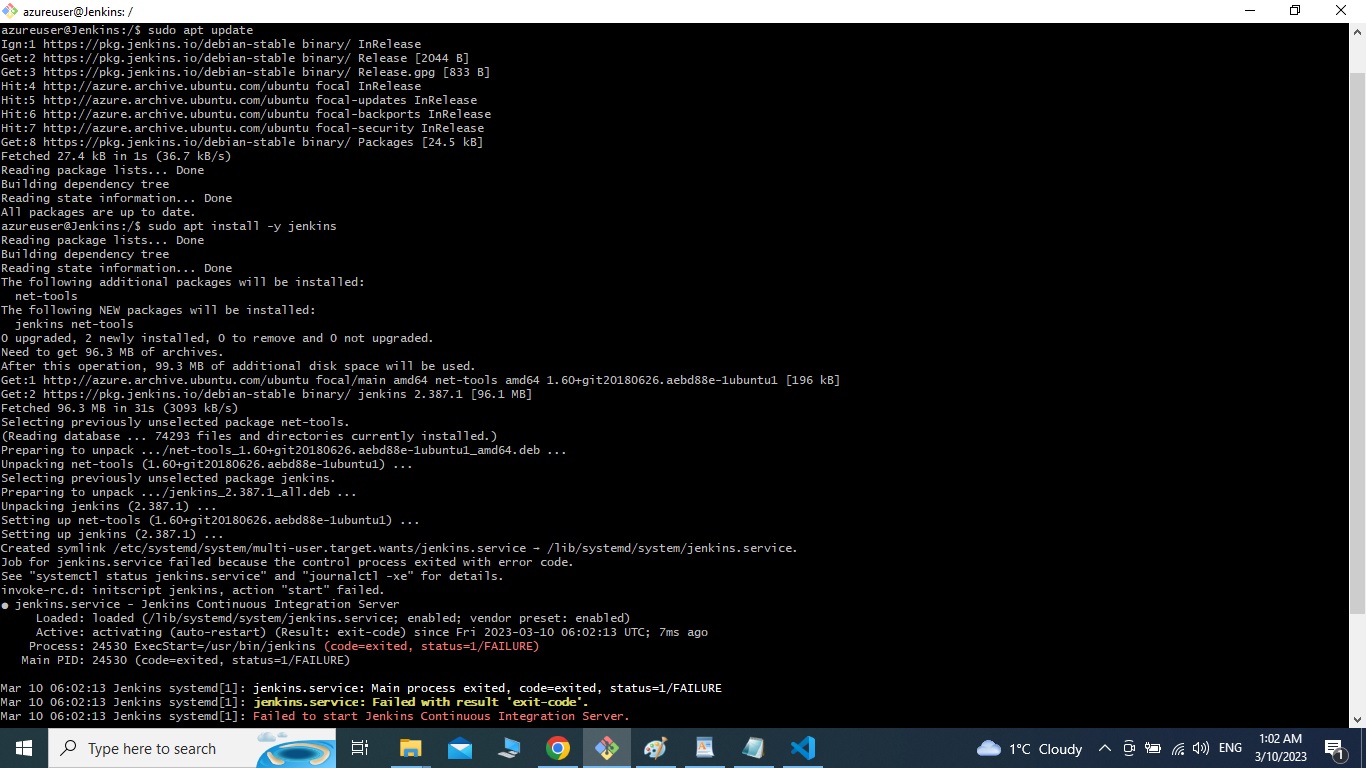 azureuser@Jenkins: /
azureuser@Jenkins:/$ sudo apt update
Ign:1 https://pkg.jenkins.io/debian-stable binary/ InRelease
Get:2 https://pkg.jenkins.io/debian-stable binary/ Release [2044 B]
Get:3 https://pkg.jenkins.io/debian-stable binary/ Release.gpg [833 B]
Hit:4 http://azure.archive.ubuntu.com/ubuntu focal InRelease
Hit:5 http://azure.archive.ubuntu.com/ubuntu focal-updates InRelease
Hit:6 http://azure.archive.ubuntu.com/ubuntu focal-backports InRelease
Hit:7 http://azure.archive.ubuntu.com/ubuntu focal-security InRelease
Get:8 https://pkg.jenkins.io/debian-stable binary/ Packages [24.5 kB]
Fetched 27.4 kB in 1s (36.7 kB/s)
Reading package lists... Done
Building dependency tree
Reading state information... Done
All packages are up to date.
azureuser@Jenkins:/$ sudo apt install -y jenkins
Reading package lists... Done
Building dependency tree
Reading state information... Done
The following additional packages will be installed:
  net-tools
The following NEW packages will be installed:
  jenkins net-tools
0 upgraded, 2 newly installed, 0 to remove and 0 not upgraded.
Need to get 96.3 MB of archives.
After this operation, 99.3 MB of additional disk space will be used.
Get:1 http://azure.archive.ubuntu.com/ubuntu focal/main amd64 net-tools amd64 1.60+git20180626.aebd88e-1ubuntu1 [196 kB]
Get:2 https://pkg.jenkins.io/debian-stable binary/ jenkins 2.387.1 [96.1 MB]
Fetched 96.3 MB in 31s (3093 kB/s)
Selecting previously unselected package net-tools.
(Reading database ... 74293 files and directories currently installed.)
Preparing to unpack .../net-tools_1.60+git20180626.aebd88e-1ubuntu1_amd64.deb ...
Unpacking net-tools (1.60+git20180626.aebd88e-1ubuntu1) ...
Selecting previously unselected package jenkins.
Preparing to unpack .../jenkins_2.387.1_all.deb ...
Unpacking jenkins (2.387.1) ...
Setting up net-tools (1.60+git20180626.aebd88e-1ubuntu1) ...
Setting up jenkins (2.387.1) ...
Created symlink /etc/systemd/system/multi-user.target.wants/jenkins.service → /lib/systemd/system/jenkins.service.
Job for jenkins.service failed because the control process exited with error code.
See "systemctl status jenkins.service" and "journalctl -xe" for details.
invoke-rc.d: initscript jenkins, action "start" failed.
● jenkins.service - Jenkins Continuous Integration Server
     Loaded: loaded (/lib/systemd/system/jenkins.service; enabled; vendor preset: enabled)
     Active: activating (auto-restart) (Result: exit-code) since Fri 2023-03-10 06:02:13 UTC; 7ms ago
    Process: 24530 ExecStart=/usr/bin/jenkins (code=exited, status=1/FAILURE)
   Main PID: 24530 (code=exited, status=1/FAILURE)
Mar 10 06:02:13 Jenkins systemd[1]: jenkins.service: Main process exited, code=exited, status=1/FAILURE
Mar 10 06:02:13 Jenkins systemd[1]: jenkins.service: Failed with result 'exit-code'.
Mar 10 06:02:13 Jenkins systemd[1]: Failed to start Jenkins Continuous Integration Server.
Type here to search
1°C Cloudy
ENG
1:02 AM
3/10/2023
1